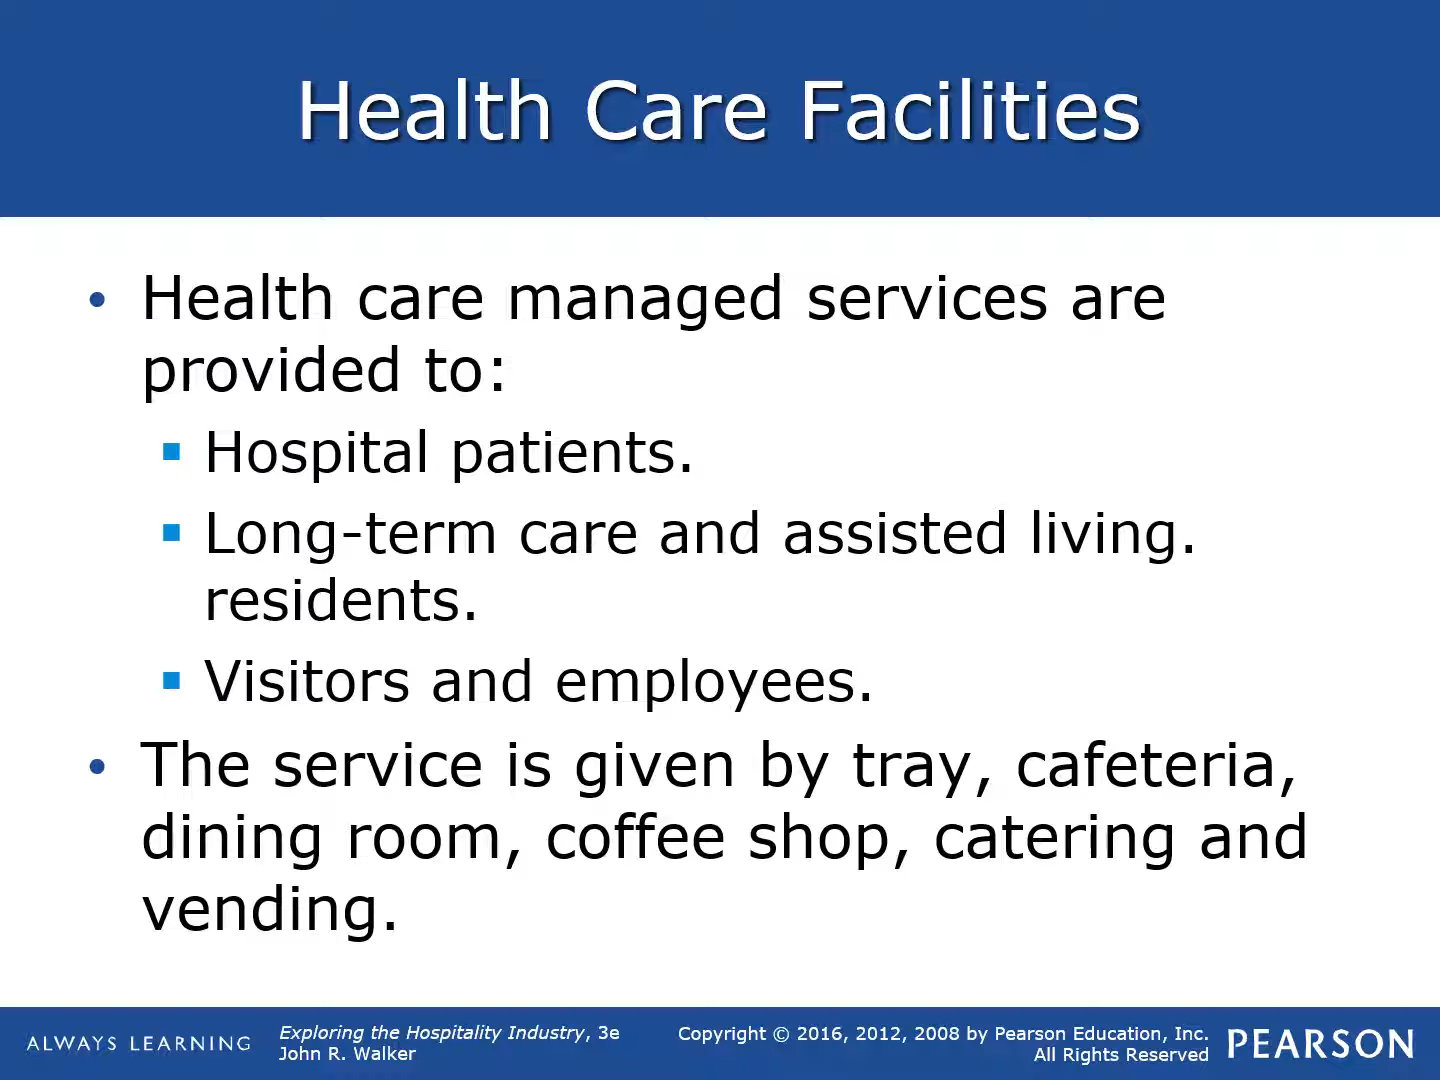 Health Care Facilities
• Health care managed services are
provided to:
▪ Hospital patients.
▪ Long-term care and assisted living.
residents.
▪ Visitors and employees.
• The service is given by tray, cafeteria,
dining room, coffee shop, catering and
vending.
ALWAYS LEARNING
Exploring the Hospitality Industry, 3e
John R. Walker
Copyright © 2016, 2012, 2008 by Pearson Education, Inc.
All Rights Reserved
PEARSON